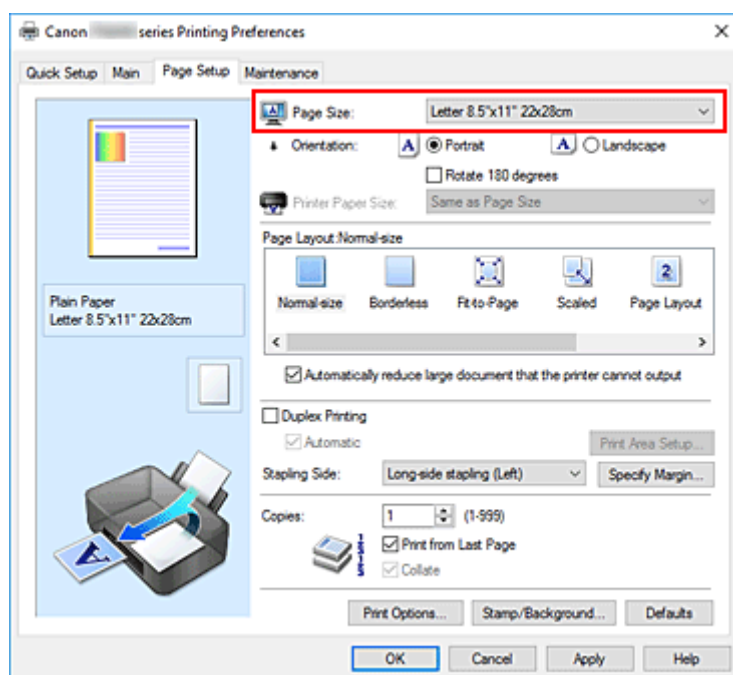 Canon series Printing Preferences
Quick Setup Main Page Setup Maintenance
Page Size: Letter 8.5"x11" 22x28cm
Orientation: A Portrait A Landscape
Rotate 180 degrees
Printer Paper Size: Same as Page Size
Page Layout:Normal-size
Normal-size Borderless Fit-to-Page Scaled Page Layout
Plain Paper
Letter 8.5"x11" 22x28cm
Automatically reduce large document that the printer cannot output
Duplex Printing
Automatic Print Area Setup...
Stapling Side: Long-side stapling (Left) Specify Margin...
Copies: 1 (1-999)
Print from Last Page
Collate
Print Options... Stamp/Background... Defaults
OK Cancel Apply Help